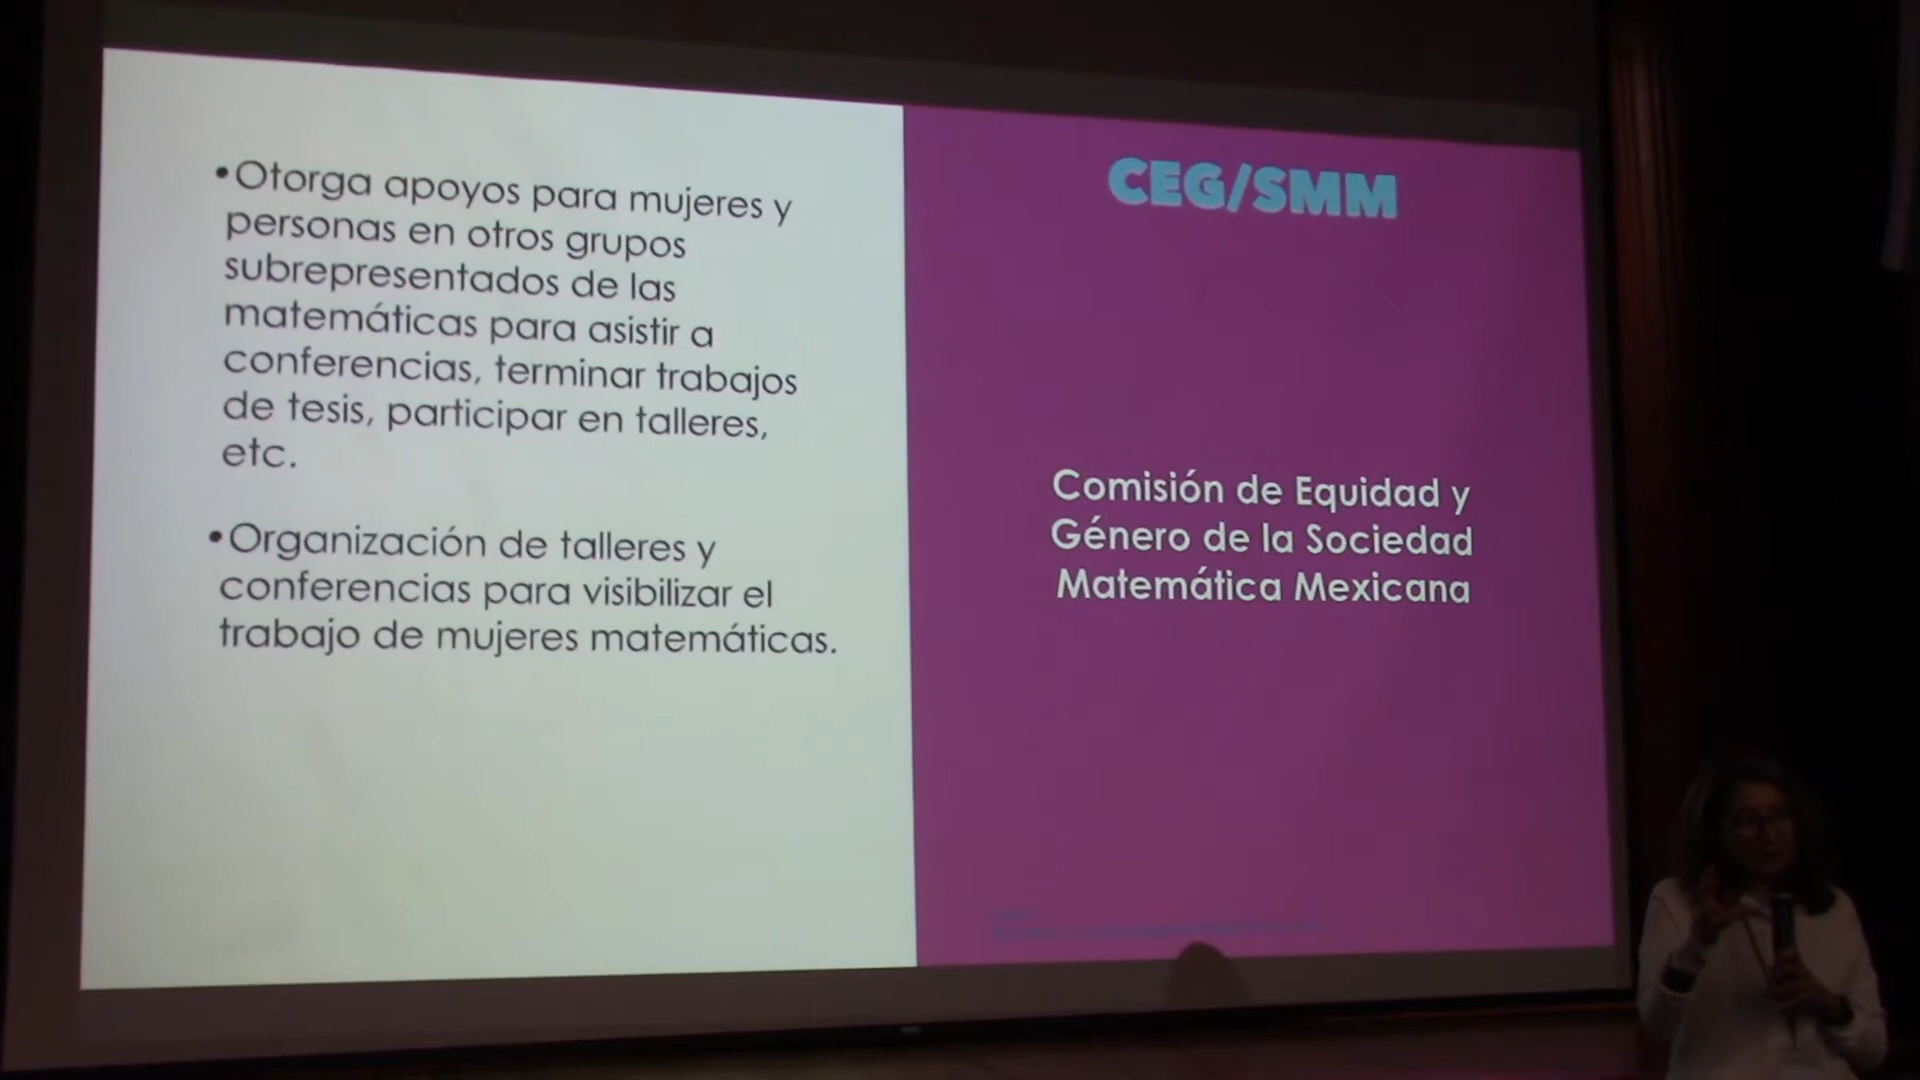 •Otorga apoyos para mujeres y
personas en otros grupos
subrepresentados de las
matemáticas para asistir a
conferencias, terminar trabajos
de tesis, participar en talleres,
etc.
•Organización de talleres y
conferencias para visibilizar el
trabajo de mujeres matemáticas.
CEG/SMM
Comisión de Equidad y
Género de la Sociedad
Matemática Mexicana